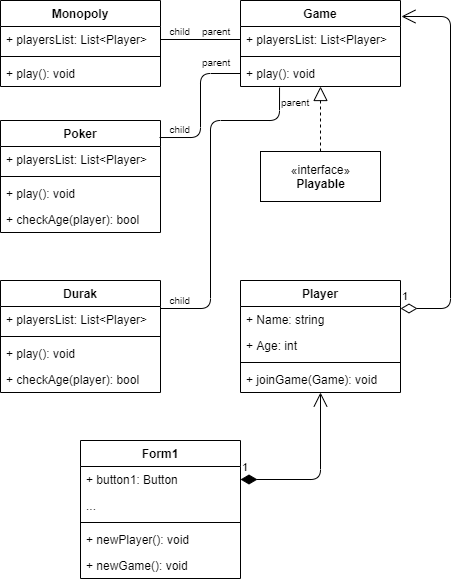 Monopoly
+ playersList: List<Player>
+ play(): void
child
parent
Game
+ playersList: List<Player>
+ play(): void
parent
parent
Poker
child
+ playersList: List<Player>
+ play(): void
+ checkAge(player): bool
«interface»
Playable
Durak
child
+ playersList: List<Player>
+ play(): void
+ checkAge(player): bool
Player
1
+ Name: string
+ Age: int
+ joinGame(Game): void
Form1
1
+ button1: Button
...
+ newPlayer(): void
+ newGame(): void